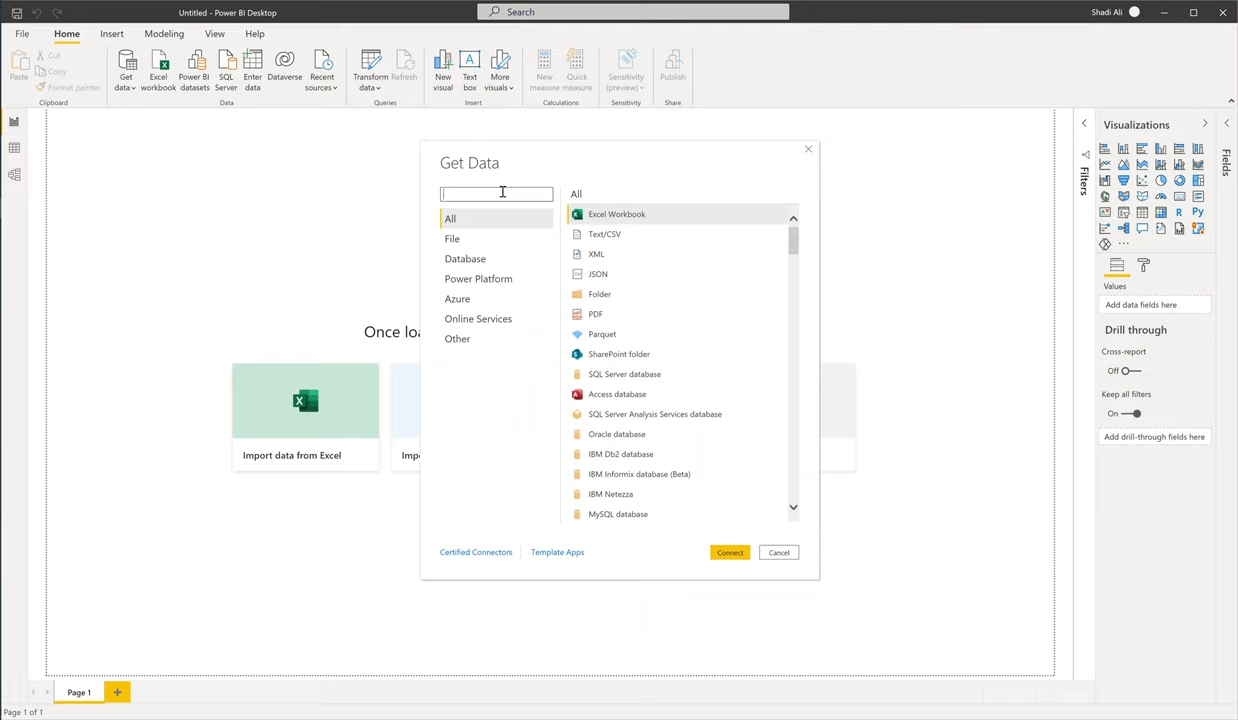 Untitled - Power BI Desktop
Search
Shadi Ali
File
Home
Insert
Modeling
View
Help
Paste
Cut
Copy
Format painter
Clipboard
Get data
Excel workbook
Power BI datasets
SQL Server
Enter data
Dataverse
Recent sources
Data
Transform data
Refresh
Queries
New visual
Text box
More visuals
Insert
New measure
Quick measure
Calculations
Sensitivity (preview)
Sensitivity
Publish
Share
Once loa
Import data from Excel
Impo
Get Data
All
File
Database
Power Platform
Azure
Online Services
Other
All
Excel Workbook
Text/CSV
XML
JSON
Folder
PDF
Parquet
SharePoint folder
SQL Server database
Access database
SQL Server Analysis Services database
Oracle database
IBM Db2 database
IBM Informix database (Beta)
IBM Netezza
MySQL database
Certified Connectors
Template Apps
Connect
Cancel
Filters
Visualizations
R
Py
Values
Add data fields here
Drill through
Cross-report
Off
Keep all filters
On
Add drill-through fields here
Fields
Page 1
Page 1 of 1